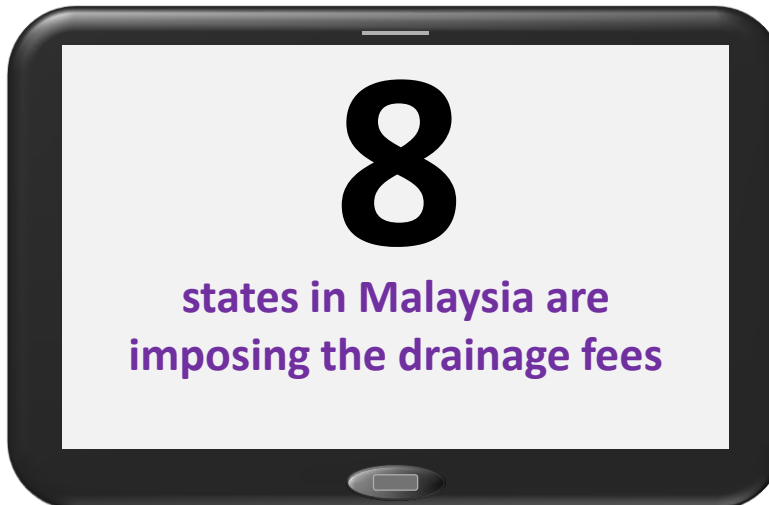 8
states in Malaysia are
imposing the drainage fees